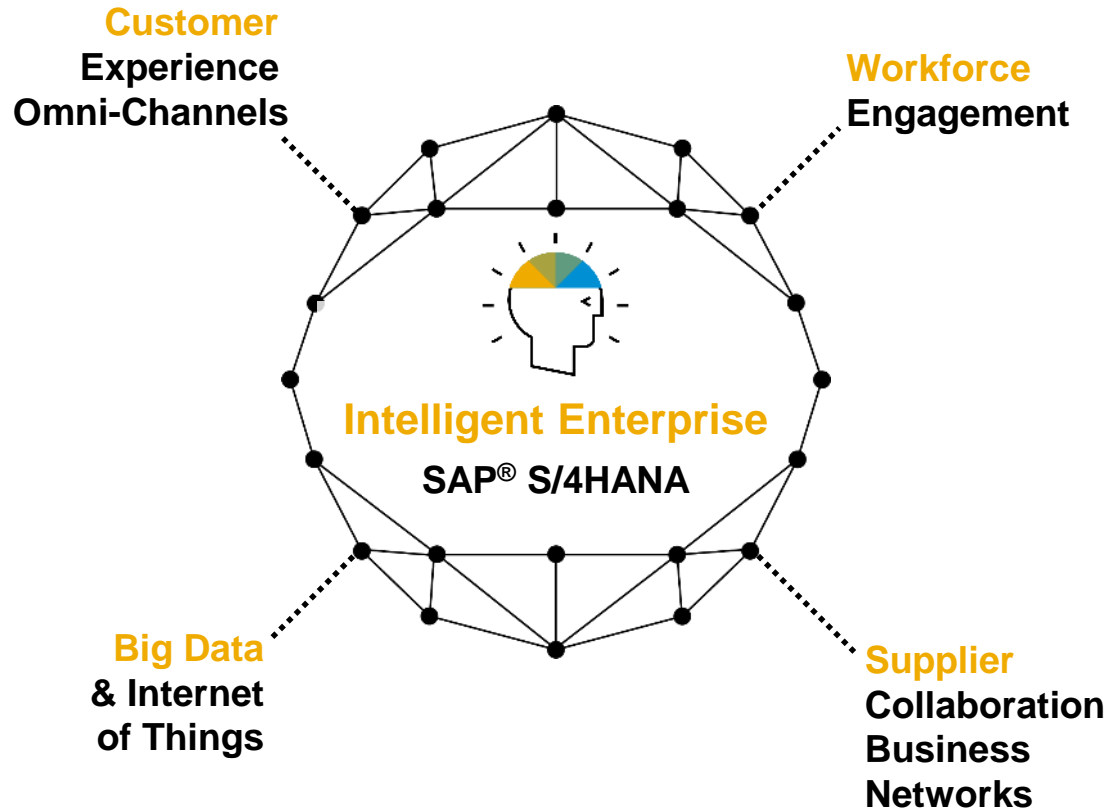 Customer
Experience
Omni-Channels
Workforce
Engagement
Intelligent Enterprise
SAP® S/4HANA
Big Data
& Internet
of Things
Supplier
Collaboration
Business
Networks